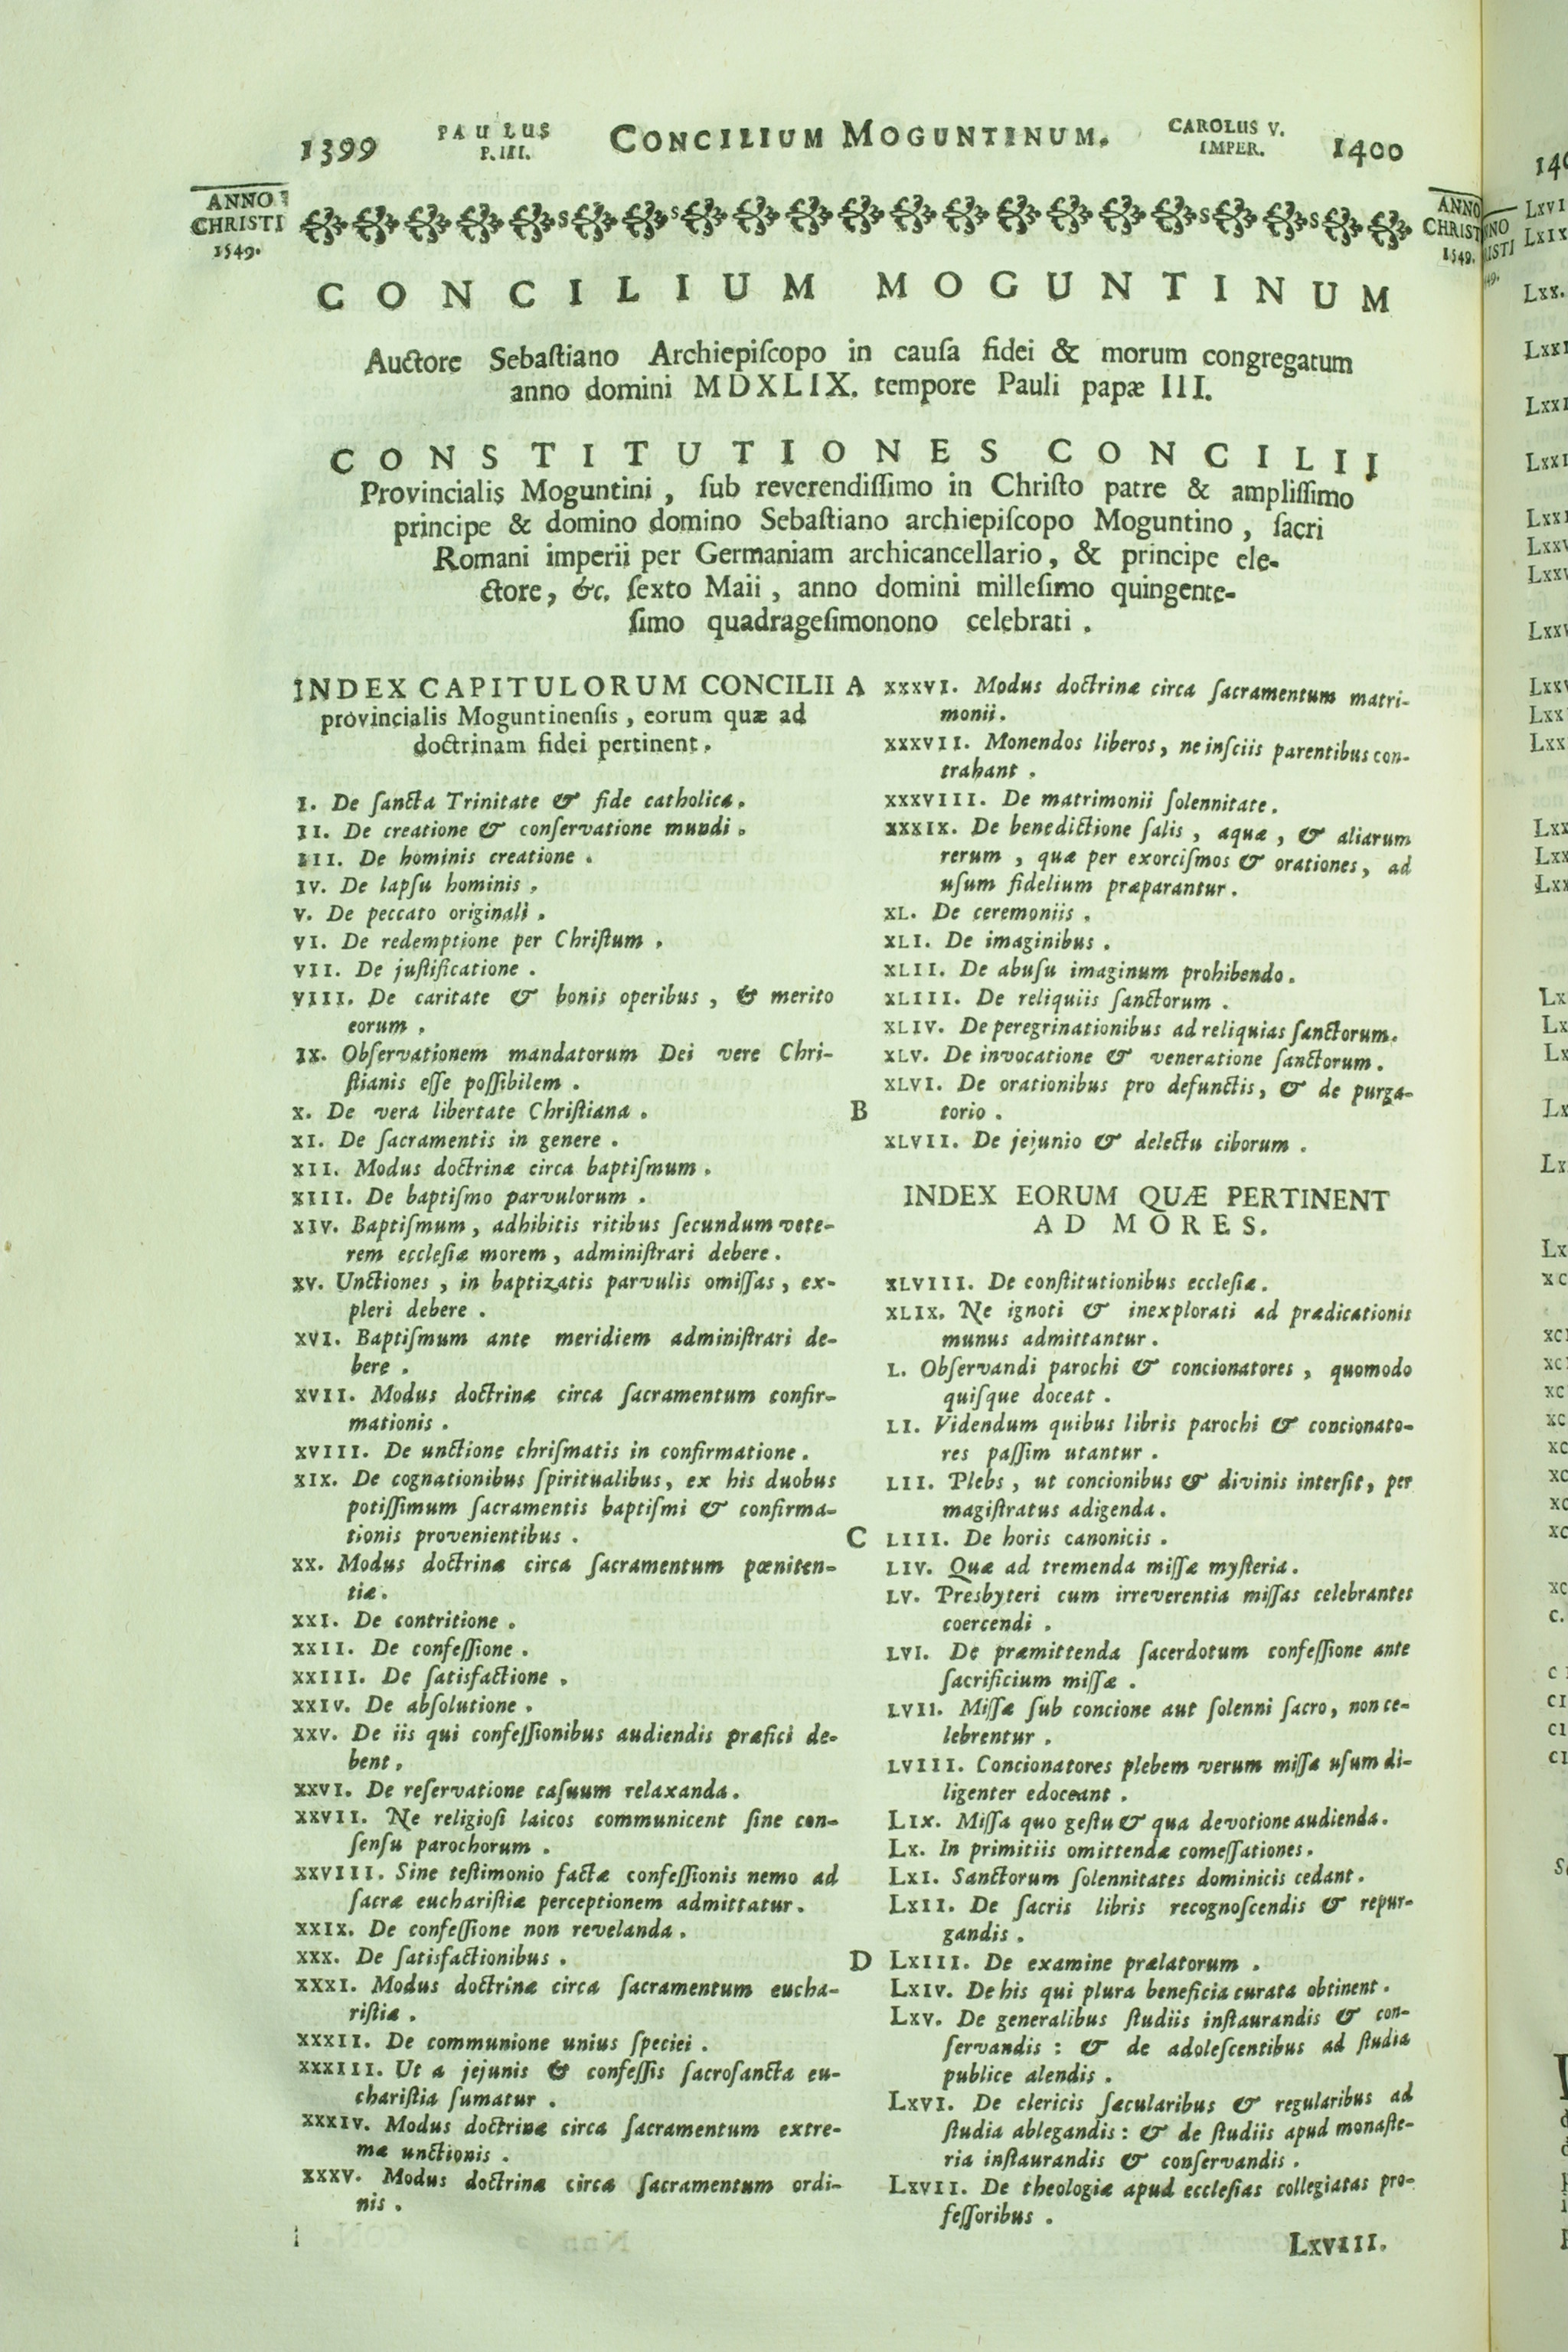 1399 PAULUS CONCILIUM MOGUNTINUM. CAROLUS V. 1400
P. III. IMPER.
ANNO
CHRISTI
1549.
CONCILIUM MOGUNTINUM
Auctore Sebaſtiano Archiepiſcopo in cauſa fidei & morum congregatum
anno domini MDXLIX. tempore Pauli papæ III.
CONSTITUTIONES CONCILII
Provincialis Moguntini, ſub reverendiſſimo in Chriſto patre & ampliſſimo
principe & domino domino Sebaſtiano archiepiſcopo Moguntino, ſacri
Romani imperii per Germaniam archicancellario, & principe ele-
ctore, &c. ſexto Maii, anno domini milleſimo quingente-
ſimo quadrageſimonono celebrati.
INDEX CAPITULORUM CONCILII
provincialis Moguntinenſis, eorum quæ ad
doctrinam fidei pertinent.
I. De ſancta Trinitate & fide catholica.
II. De creatione & conſervatione mundi.
III. De hominis creatione.
IV. De lapſu hominis.
V. De peccato originali.
VI. De redemptione per Chriſtum.
VII. De juſtificatione.
VIII. De caritate & bonis operibus, & merito
eorum.
IX. Obſervationem mandatorum Dei vere Chri-
ſtianis eſſe poſſibilem.
X. De vera libertate Chriſtiana.
XI. De ſacramentis in genere.
XII. Modus doctrinæ circa baptiſmum.
XIII. De baptiſmo parvulorum.
XIV. Baptiſmum, adhibitis ritibus ſecundum vete-
rem eccleſiæ morem, adminiſtrari debere.
XV. Unctiones, in baptizatis parvulis omiſſas, ex-
pleri debere.
XVI. Baptiſmum ante meridiem adminiſtrari de-
bere.
XVII. Modus doctrinæ circa ſacramentum confir-
mationis.
XVIII. De unctione chriſmatis in confirmatione.
XIX. De cognationibus ſpiritualibus, ex his duobus
potiſſimum ſacramentis baptiſmi & confirma-
tionis provenientibus.
XX. Modus doctrinæ circa ſacramentum pœniten-
tiæ.
XXI. De contritione.
XXII. De confeſſione.
XXIII. De ſatisfactione.
XXIV. De abſolutione.
XXV. De iis qui confeſſionibus audiendis præfici de-
bent.
XXVI. De reſervatione caſuum relaxanda.
XXVII. Ne religioſi laicos communicent ſine con-
ſenſu parochorum.
XXVIII. Sine teſtimonio factæ confeſſionis nemo ad
ſacræ euchariſtiæ perceptionem admittatur.
XXIX. De confeſſione non revelanda.
XXX. De ſatisfactionibus.
XXXI. Modus doctrinæ circa ſacramentum eucha-
riſtiæ.
XXXII. De communione unius ſpeciei.
XXXIII. Ut a jejunis & confeſſis ſacroſancta eu-
chariſtia ſumatur.
XXXIV. Modus doctrinæ circa ſacramentum extre-
mæ unctionis.
XXXV. Modus doctrinæ circa ſacramentum ordi-
nis.
A
B
C
D
XXXVI. Modus doctrinæ circa ſacramentum matri-
monii.
XXXVII. Monendos liberos, ne inſciis parentibus con-
trahant.
XXXVIII. De matrimonii ſolennitate.
XXXIX. De benedictione ſalis, aquæ, & aliarum
rerum, quæ per exorciſmos & orationes, ad
uſum fidelium præparantur.
XL. De ceremoniis.
XLI. De imaginibus.
XLII. De abuſu imaginum prohibendo.
XLIII. De reliquiis ſanctorum.
XLIV. De peregrinationibus ad reliquias ſanctorum.
XLV. De invocatione & veneratione ſanctorum.
XLVI. De orationibus pro defunctis, & de purga-
torio.
XLVII. De jejunio & delectu ciborum.
INDEX EORUM QUÆ PERTINENT
AD MORES.
XLVIII. De conſtitutionibus eccleſiæ.
XLIX. Ne ignoti & inexplorati ad prædicationis
munus admittantur.
L. Obſervandi parochi & concionatores, quomodo
quiſque doceat.
LI. Videndum quibus libris parochi & concionato-
res paſſim utantur.
LII. Plebs, ut concionibus & divinis interſit, per
magiſtratus adigenda.
LIII. De horis canonicis.
LIV. Quæ ad tremenda miſſæ myſteria.
LV. Presbyteri cum irreverentia miſſas celebrantes
coercendi.
LVI. De præmittenda ſacerdotum confeſſione ante
ſacrificium miſſæ.
LVII. Miſſæ ſub concione aut ſolenni ſacro, non ce-
lebrentur.
LVIII. Concionatores plebem verum miſſæ uſum di-
ligenter edoceant.
LIX. Miſſa quo geſtu & qua devotione audienda.
LX. In primitiis omittendæ comeſſationes.
LXI. Sanctorum ſolennitates dominicis cedant.
LXII. De ſacris libris recognoſcendis & repur-
gandis.
LXIII. De examine prælatorum.
LXIV. De his qui plura beneficia curata obtinent.
LXV. De generalibus ſtudiis inſtaurandis & con-
ſervandis: & de adoleſcentibus ad ſtudia
publice alendis.
LXVI. De clericis ſæcularibus & regularibus ad
ſtudia ablegandis: & de ſtudiis apud monaſte-
ria inſtaurandis & conſervandis.
LXVII. De theologiæ apud eccleſias collegiatas pro-
feſſoribus.
LXVIII.
ANNO
CHRIST
1549.